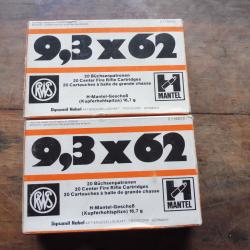 9,3x62
RWS
20 Büchsenpatronen
20 Center Fire Rifle Cartridges
20 Cartouches à balle de grande chasse
MANTEL
H-Mantel-Geschoß
(Kupferhohlspitze) 16,7 g
Dynamit Nobel
9,3x62
RWS
20 Büchsenpatronen
20 Center Fire Rifle Cartridges
20 Cartouches à balle de grande chasse
MANTEL
H-Mantel-Geschoß
(Kupferhohlspitze) 16,7 g
Dynamit Nobel